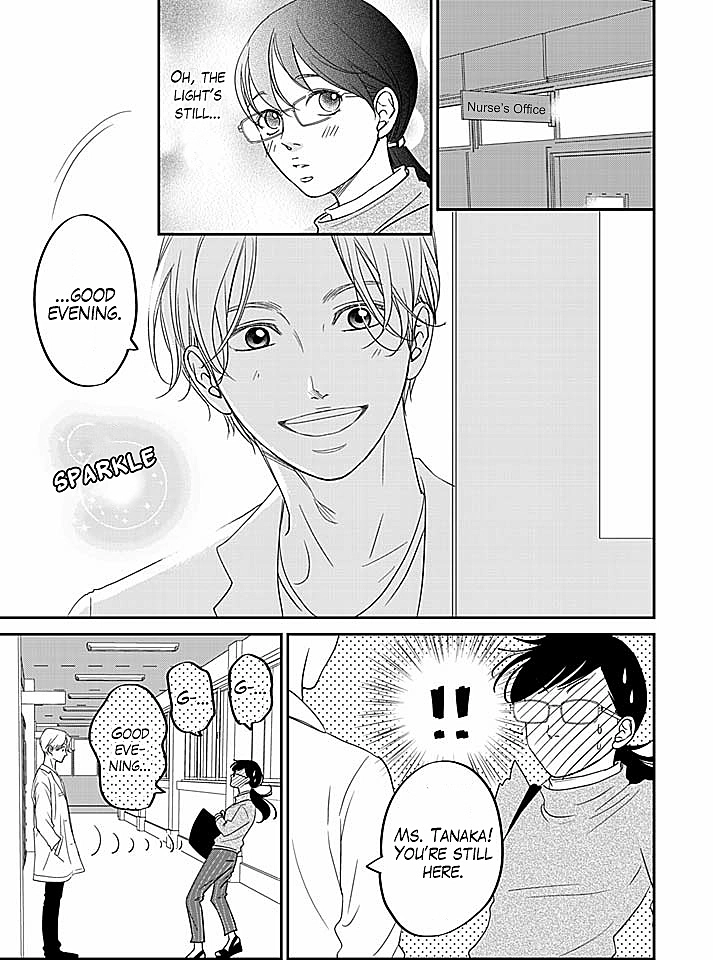 Nurse's Office
OH, THE
LIGHT'S
STILL...
...GOOD
EVENING.
SPARKLE
!!
MS. TANAKA!
YOU'RE STILL
HERE.
G...
G...
GOOD
EVE-
NING.